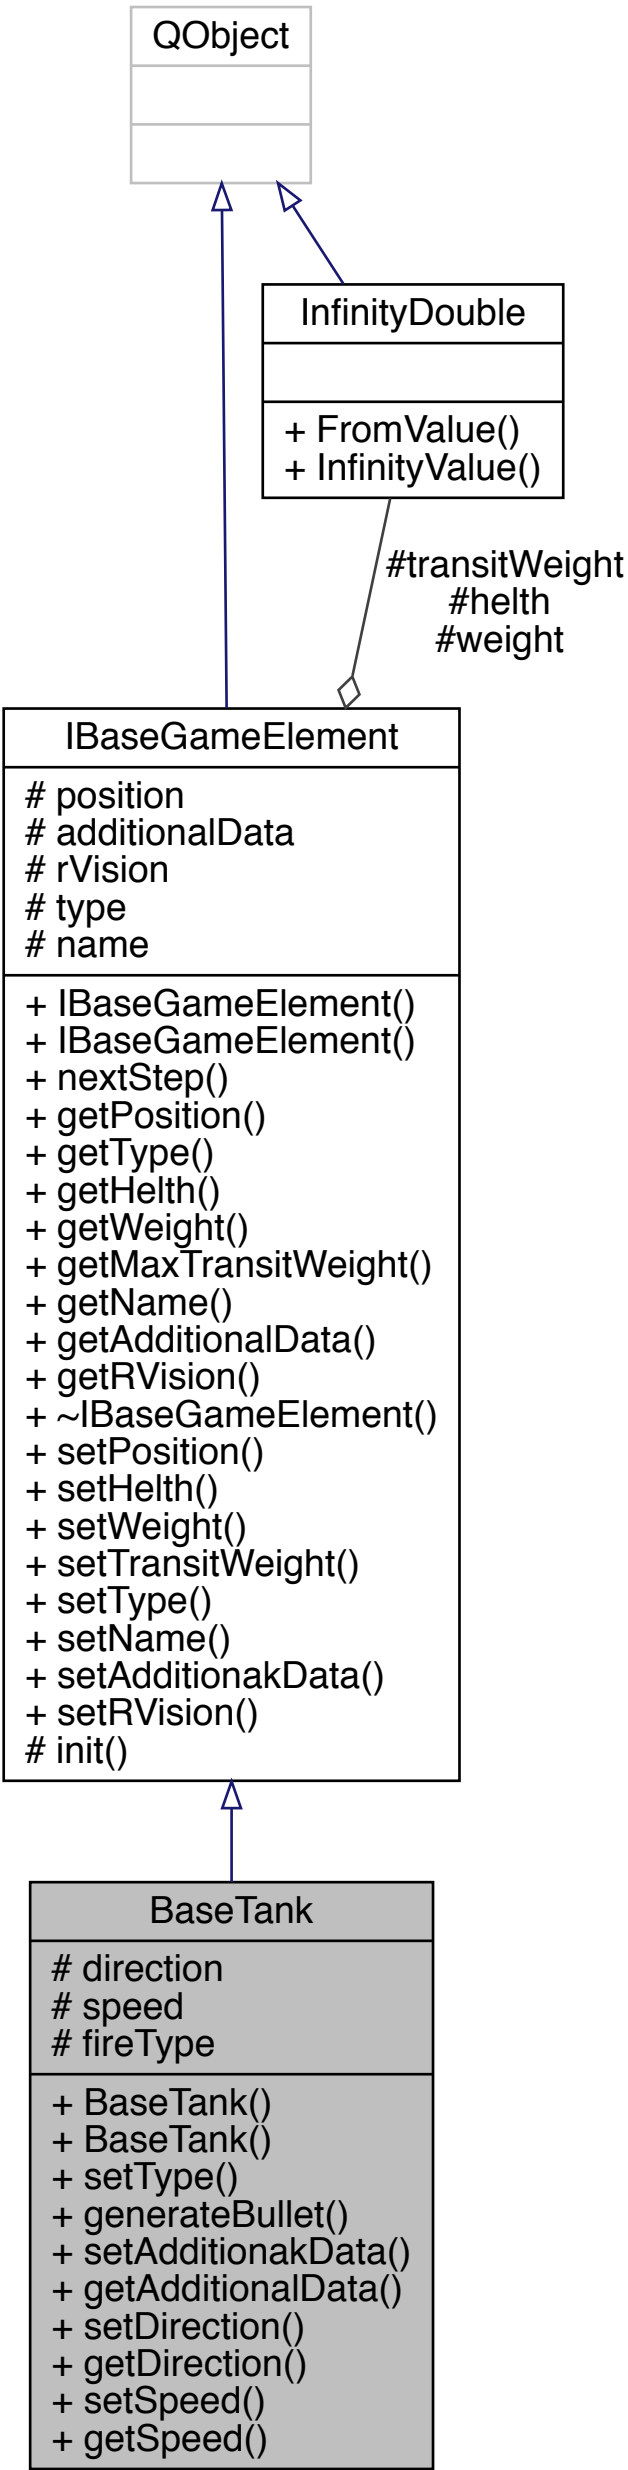 QObject
InfinityDouble
+ FromValue()
+ InfinityValue()
#transitWeight
#helth
#weight
IBaseGameElement
# position
# additionalData
# rVision
# type
# name
+ IBaseGameElement()
+ IBaseGameElement()
+ nextStep()
+ getPosition()
+ getType()
+ getHelth()
+ getWeight()
+ getMaxTransitWeight()
+ getName()
+ getAdditionalData()
+ getRVision()
+ ~IBaseGameElement()
+ setPosition()
+ setHelth()
+ setWeight()
+ setTransitWeight()
+ setType()
+ setName()
+ setAdditionakData()
+ setRVision()
# init()
BaseTank
# direction
# speed
# fireType
+ BaseTank()
+ BaseTank()
+ setType()
+ generateBullet()
+ setAdditionakData()
+ getAdditionalData()
+ setDirection()
+ getDirection()
+ setSpeed()
+ getSpeed()